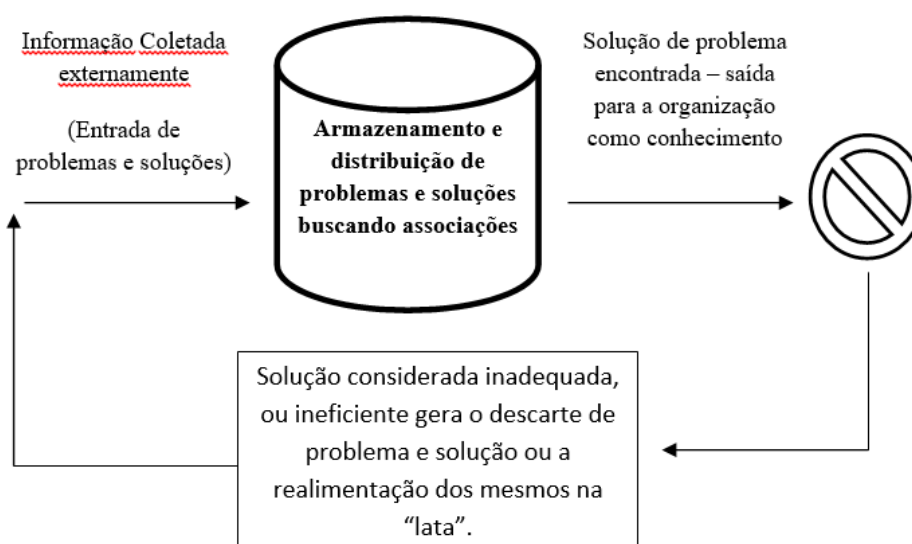 Informação Coletada
externamente
(Entrada de
problemas e soluções)
Armazenamento e
distribuição de
problemas e soluções
buscando associações
Solução de problema
encontrada – saída
para a organização
como conhecimento
Solução considerada inadequada,
ou ineficiente gera o descarte de
problema e solução ou a
realimentação dos mesmos na
“lata”.